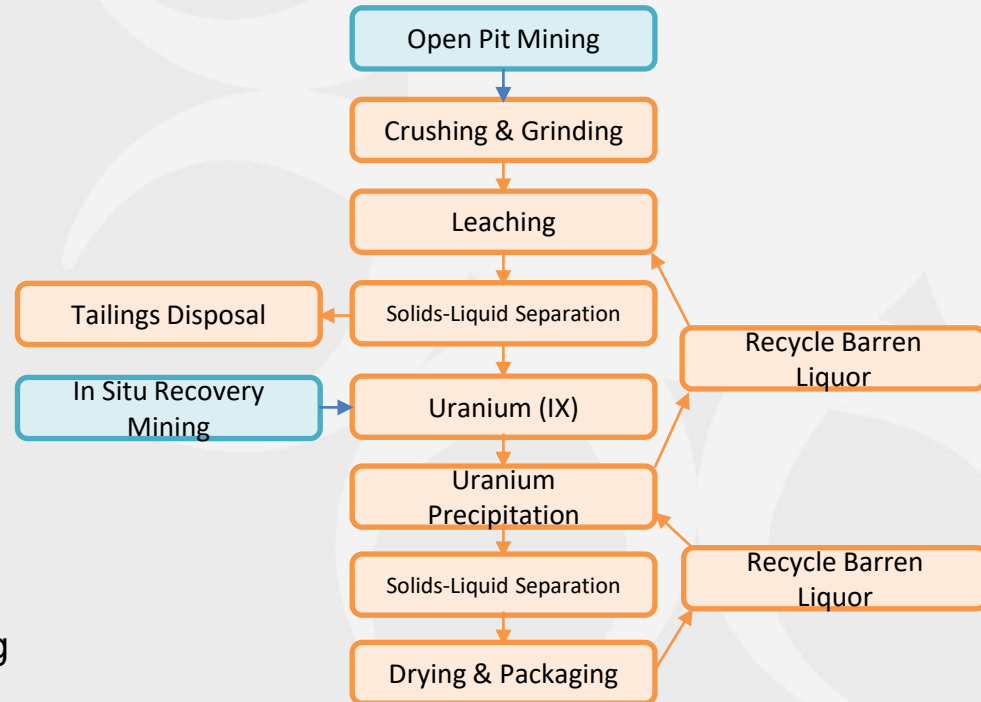 Open Pit Mining
Crushing & Grinding
Leaching
Tailings Disposal
Solids-Liquid Separation
Recycle Barren
Liquor
In Situ Recovery
Mining
Uranium (IX)
Uranium
Precipitation
Solids-Liquid Separation
Recycle Barren
Liquor
g
Drying & Packaging